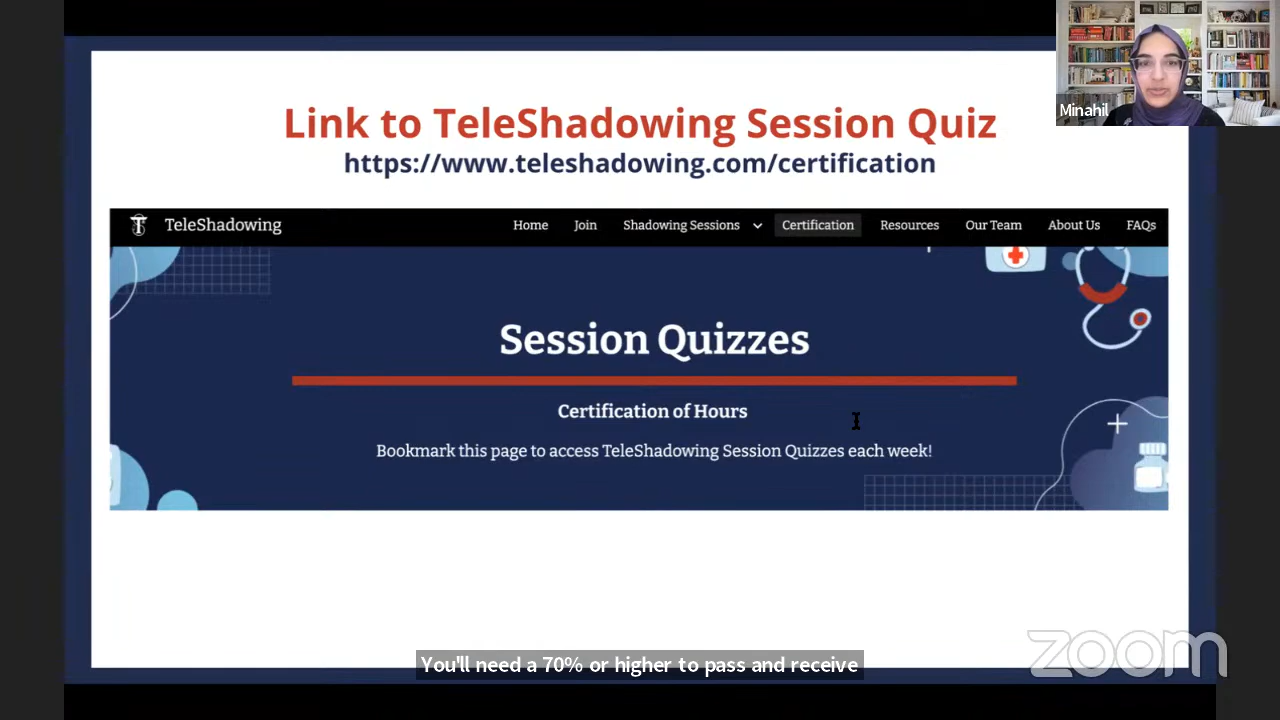 Minahil
Link to TeleShadowing Session Quiz
https://www.teleshadowing.com/certification
TeleShadowing
Home Join Shadowing Sessions Certification Resources Our Team About Us FAQs
Session Quizzes
Certification of Hours
Bookmark this page to access TeleShadowing Session Quizzes each week!
You'll need a 70% or higher to pass and receive
zoom